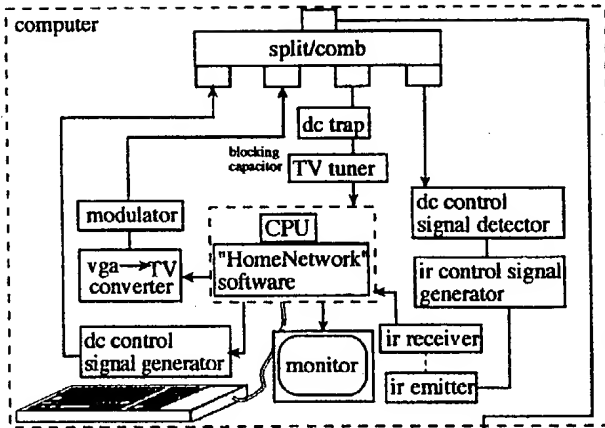 computer
split/comb
dc trap
blocking
capacitor
TV tuner
modulator
CPU
dc control
signal detector
vga→TV
converter
"HomeNetwork"
software
ir control signal
generator
dc control
signal generator
monitor
ir receiver
ir emitter